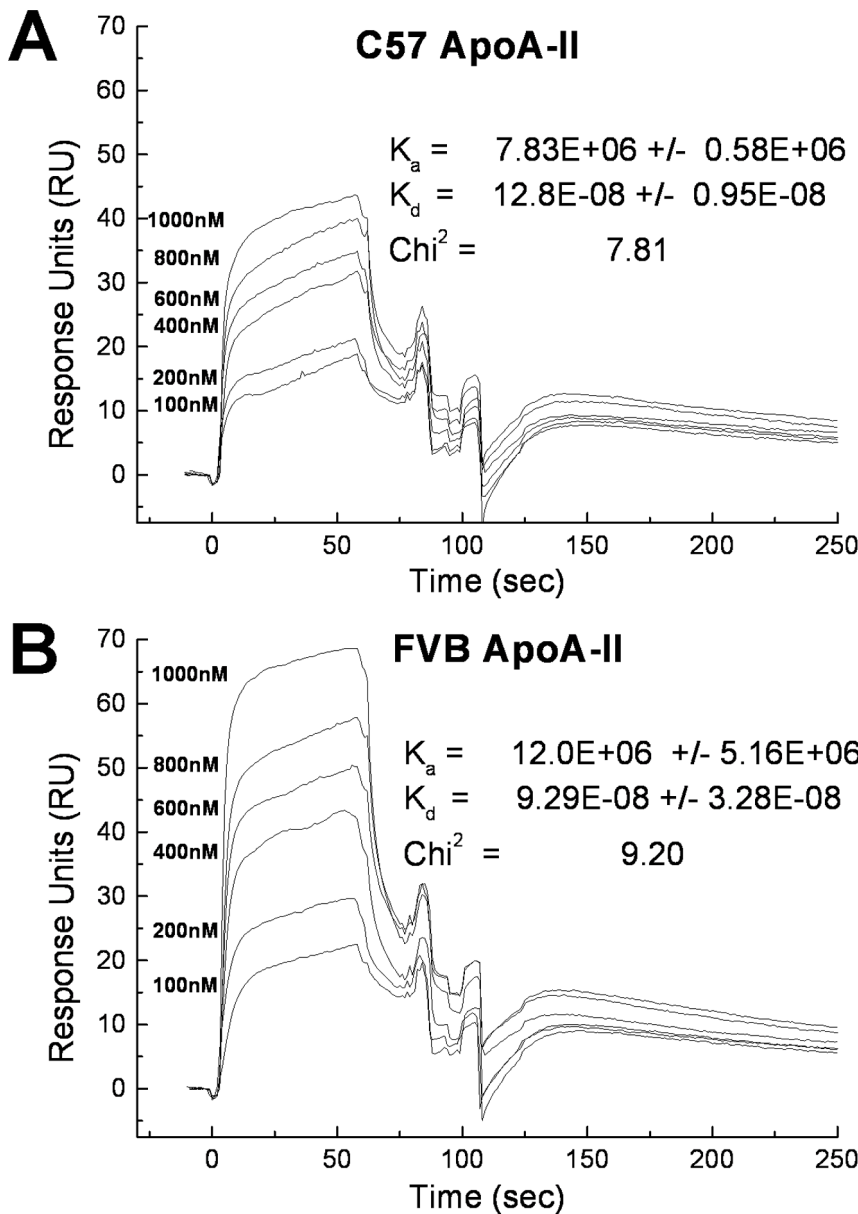 A
C57 ApoA-II
70
60
50
40
30
20
10
0
Response Units (RU)
K_a = 7.83E+06 +/- 0.58E+06
K_d = 12.8E-08 +/- 0.95E-08
Chi² = 7.81
1000nM
800nM
600nM
400nM
200nM
100nM
0 50 100 150 200 250
Time (sec)
B
FVB ApoA-II
70
60
50
40
30
20
10
0
Response Units (RU)
K_a = 12.0E+06 +/- 5.16E+06
K_d = 9.29E-08 +/- 3.28E-08
Chi² = 9.20
1000nM
800nM
600nM
400nM
200nM
100nM
0 50 100 150 200 250
Time (sec)